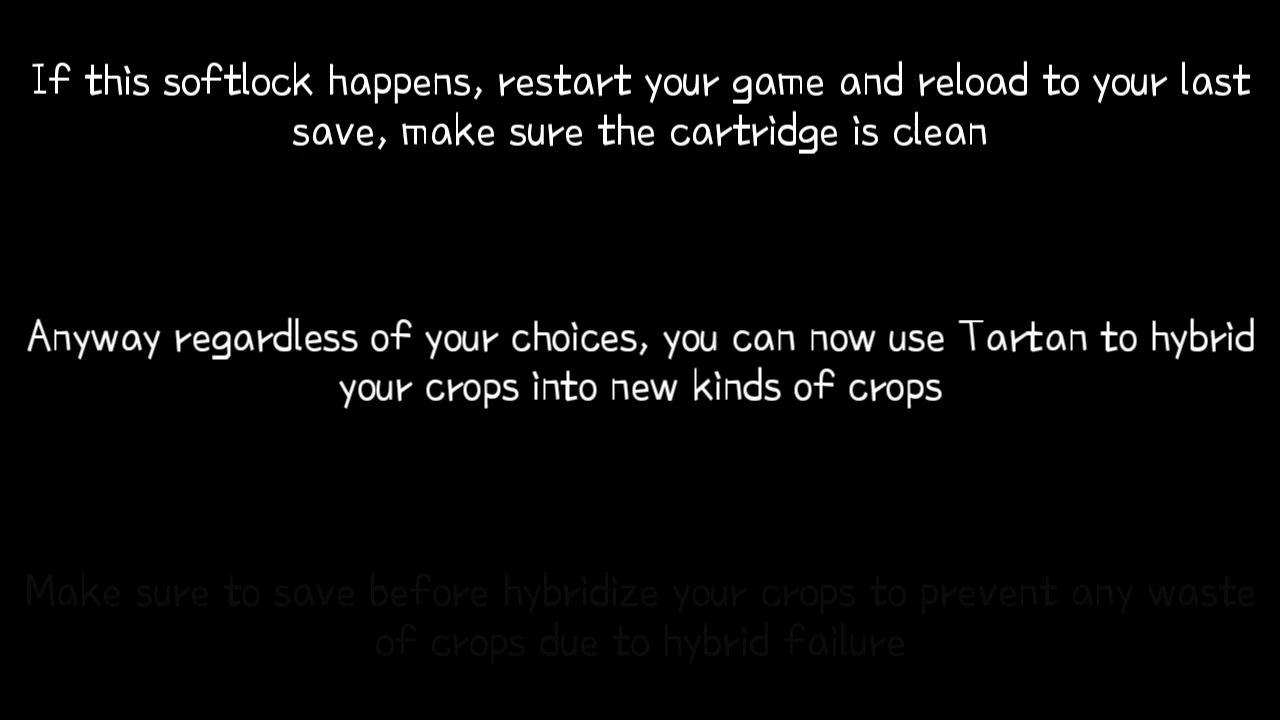 If this softlock happens, restart your game and reload to your last
save, make sure the cartridge is clean
Anyway regardless of your choices, you can now use Tartan to hybrid
your crops into new kinds of crops
Make sure to save before hybridize your crops to prevent any waste
of crops due to hybrid failure